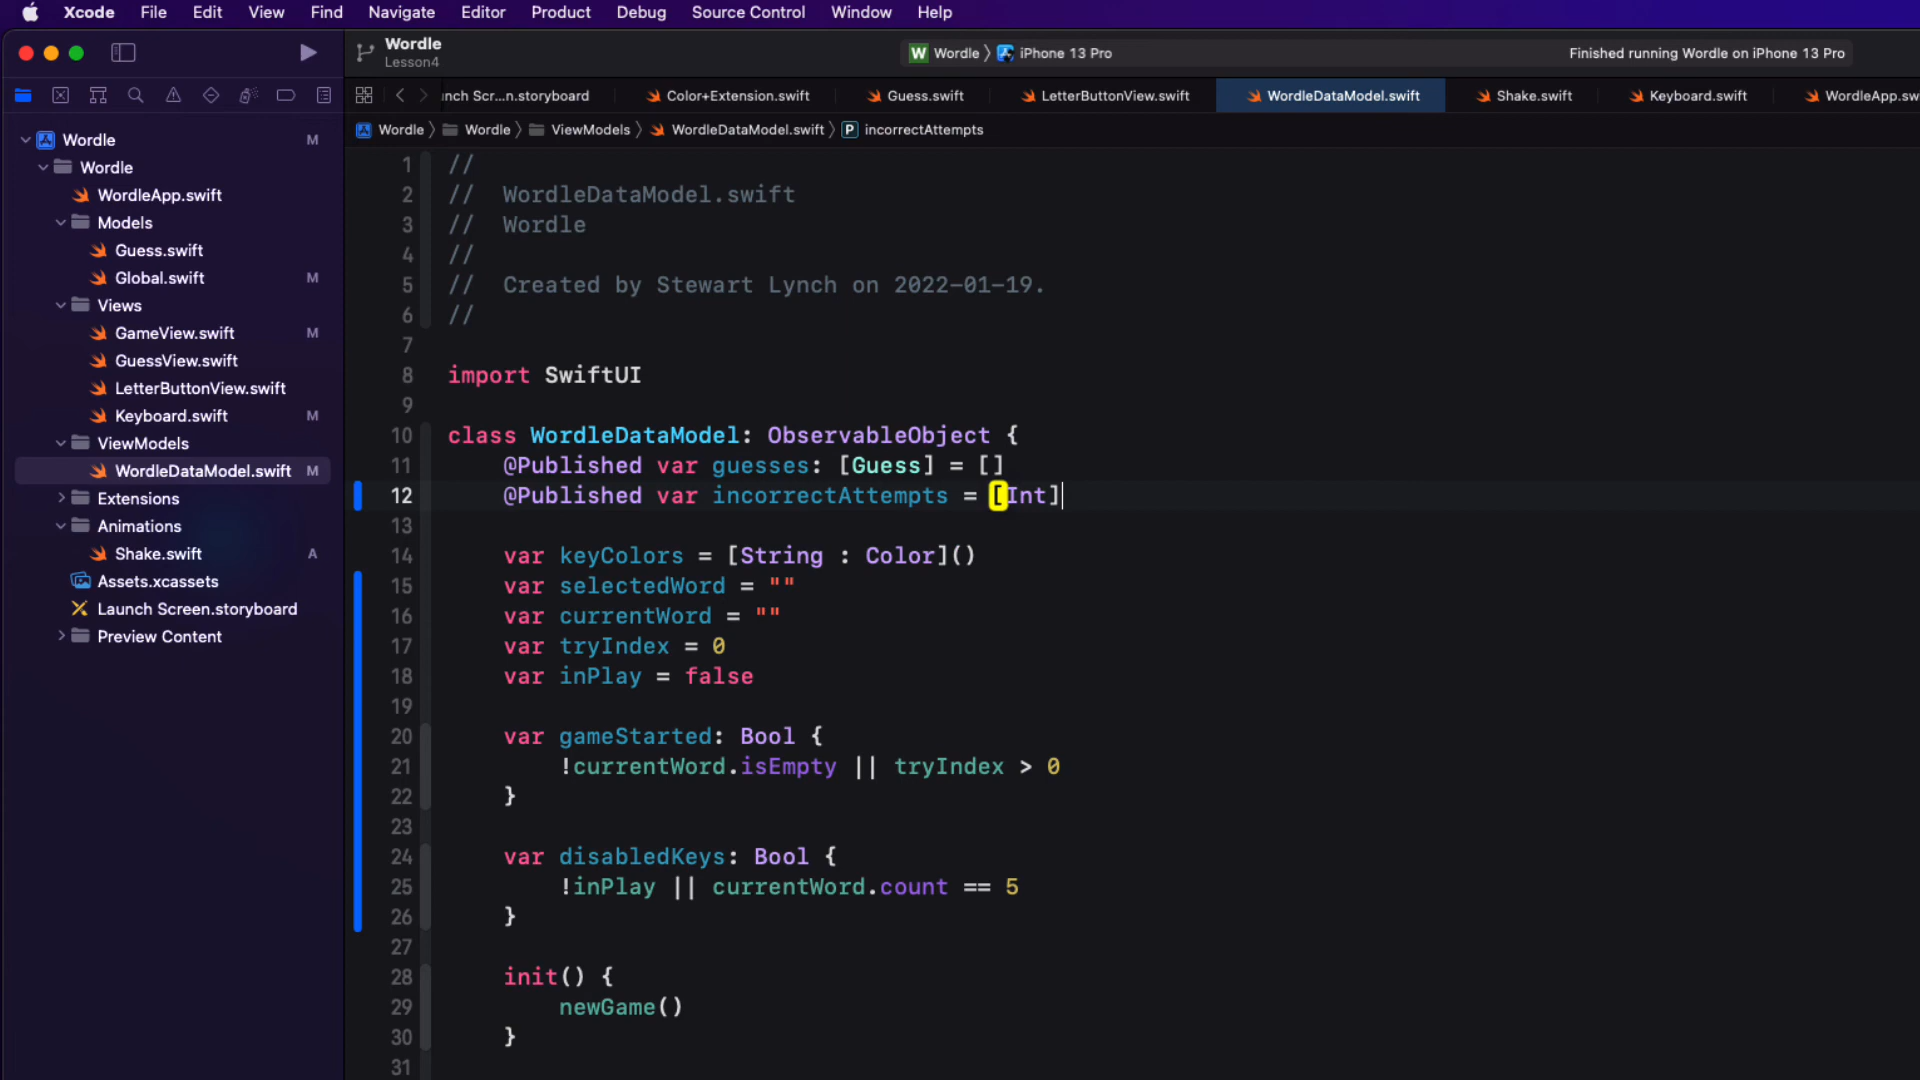 Xcode File Edit View Find Navigate Editor Product Debug Source Control Window Help
Wordle
Lesson4
W Wordle iPhone 13 Pro
Finished running Wordle on iPhone 13 Pro
unch Scr...n.storyboard Color+Extension.swift Guess.swift LetterButtonView.swift WordleDataModel.swift Shake.swift Keyboard.swift WordleApp.sw
Wordle Wordle ViewModels WordleDataModel.swift P incorrectAttempts
Wordle M
Wordle
WordleApp.swift
Models
Guess.swift
Global.swift M
Views
GameView.swift M
GuessView.swift
LetterButtonView.swift
Keyboard.swift M
ViewModels
WordleDataModel.swift M
Extensions
Animations
Shake.swift A
Assets.xcassets
Launch Screen.storyboard
Preview Content
1 //
2 // WordleDataModel.swift
3 // Wordle
4 //
5 // Created by Stewart Lynch on 2022-01-19.
6 //
7
8 import SwiftUI
9
10 class WordleDataModel: ObservableObject {
11 @Published var guesses: [Guess] = []
12 @Published var incorrectAttempts = [Int]
13
14 var keyColors = [String : Color]()
15 var selectedWord = ""
16 var currentWord = ""
17 var tryIndex = 0
18 var inPlay = false
19
20 var gameStarted: Bool {
21 !currentWord.isEmpty || tryIndex > 0
22 }
23
24 var disabledKeys: Bool {
25 !inPlay || currentWord.count == 5
26 }
27
28 init() {
29 newGame()
30 }
31